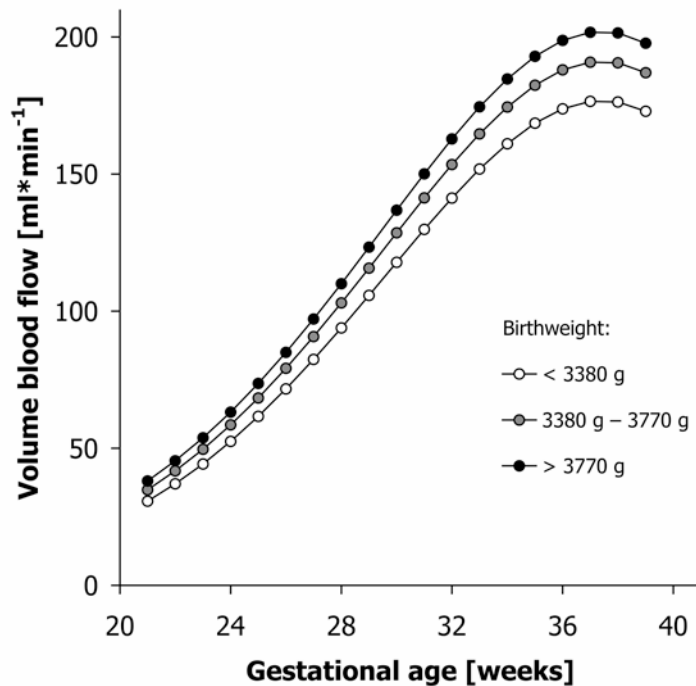 Volume blood flow [ml*min⁻¹]
200
150
100
50
0
Birthweight:
< 3380 g
3380 g – 3770 g
> 3770 g
20 24 28 32 36 40
Gestational age [weeks]